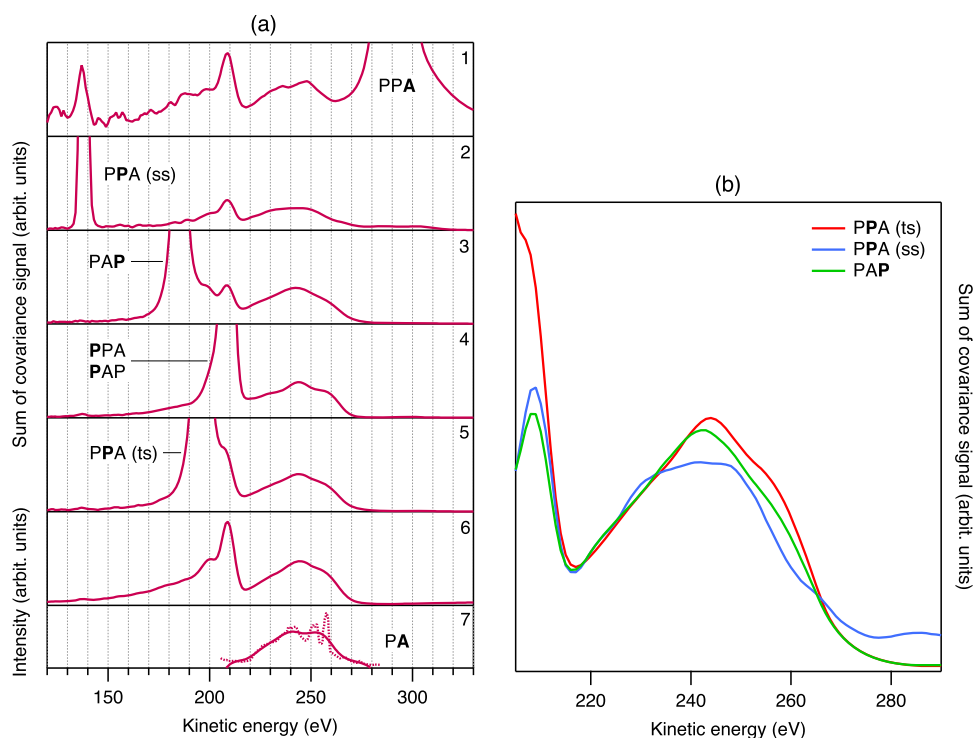 (a)
1
PPA
2
PPA (ss)
3
PAP
4
PPA
PAP
5
PPA (ts)
6
7
PA
Sum of covariance signal (arbit. units)
Intensity (arbit. units)
150
200
250
300
Kinetic energy (eV)
(b)
PPA (ts)
PPA (ss)
PAP
Sum of covariance signal (arbit. units)
220
240
260
280
Kinetic energy (eV)